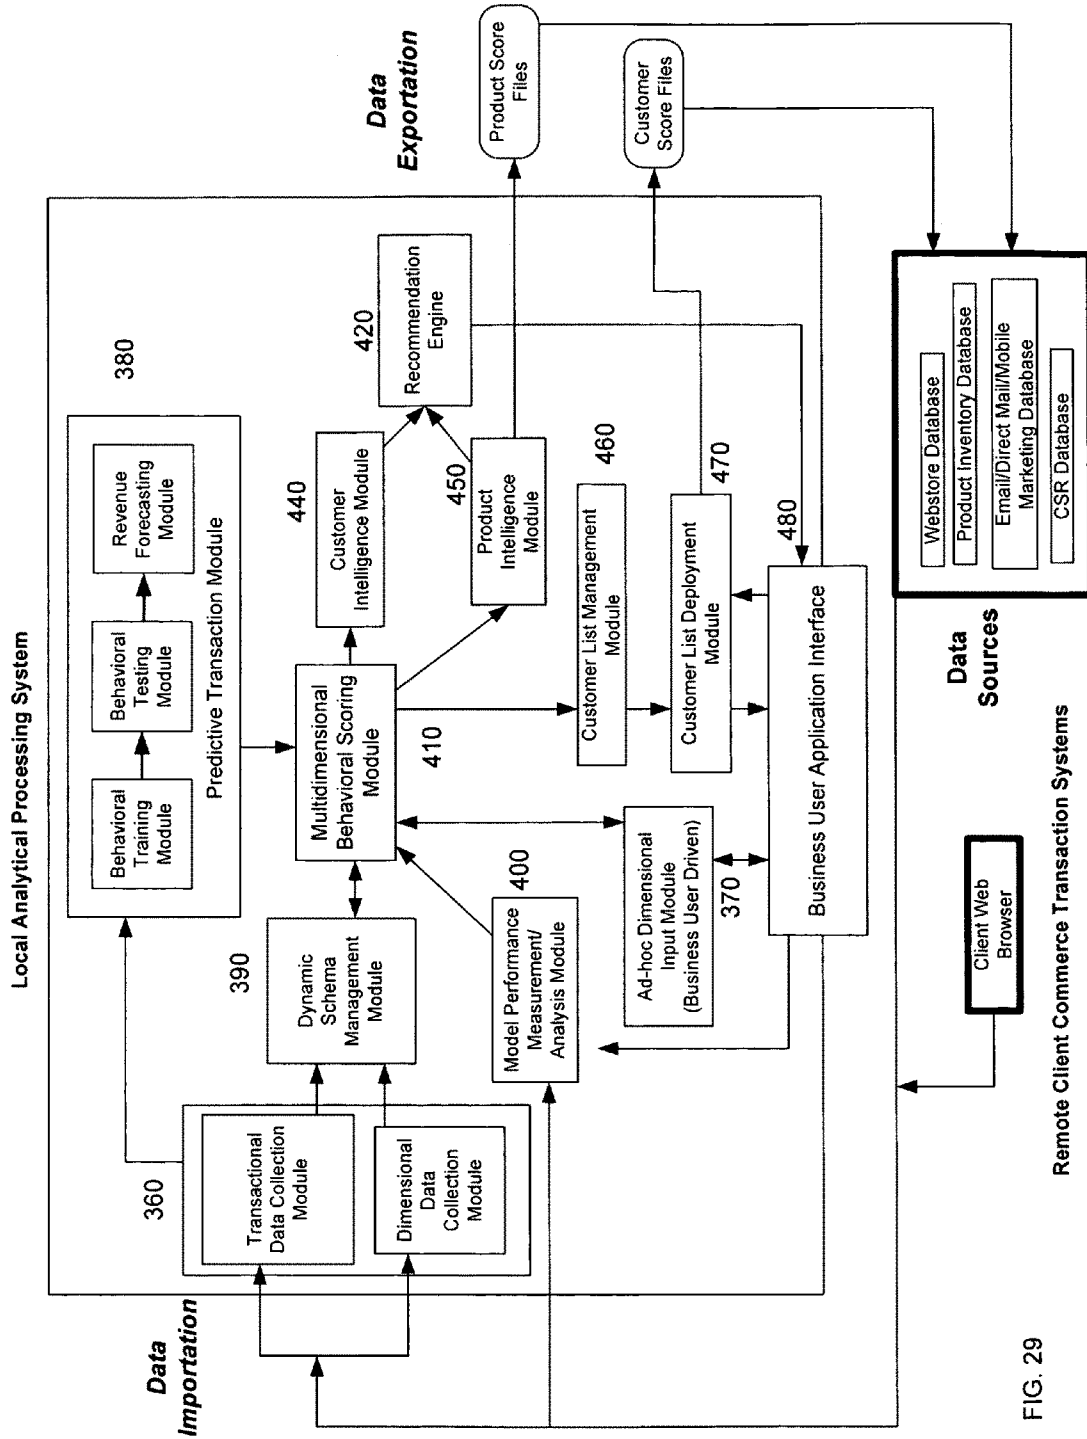 Local Analytical Processing System
Data
Importation
360
Transactional
Data Collection
Module
Dimensional
Data
Collection
Module
Behavioral
Training
Module
Behavioral
Testing
Module
Revenue
Forecasting
Module
Predictive Transaction Module
380
390
Dynamic
Schema
Management
Module
Multidimensional
Behavioral Scoring
Module
410
440
Customer
Intelligence Module
420
Recommendation
Engine
450
Product
Intelligence
Module
Data
Exportation
Product Score
Files
Customer
Score Files
400
Model Performance
Measurement/
Analysis Module
Ad-hoc Dimensional
Input Module
(Business User Driven)
370
460
Customer List Management
Module
470
Customer List Deployment
Module
480
Business User Application Interface
Webstore Database
Product Inventory Database
Email/Direct Mail/Mobile
Marketing Database
CSR Database
Data
Sources
Client Web
Browser
Remote Client Commerce Transaction Systems
FIG. 29